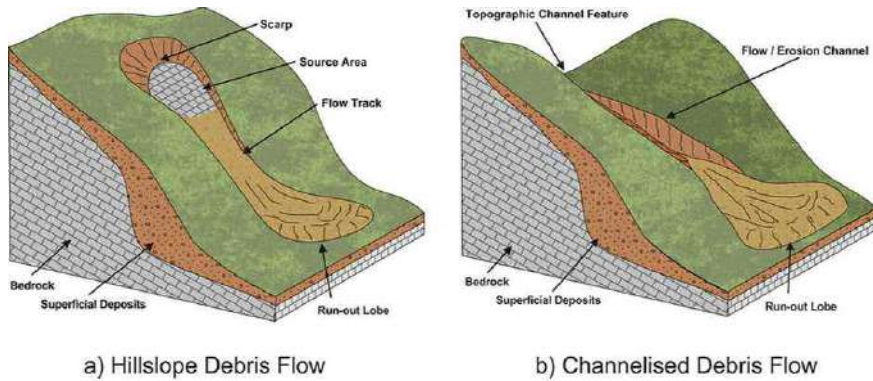 Scarp
Source Area
Flow Track
Bedrock
Superficial Deposits
Run-out Lobe
a) Hillslope Debris Flow
Topographic Channel Feature
Flow / Erosion Channel
Bedrock
Superficial Deposits
Run-out Lobe
b) Channelised Debris Flow